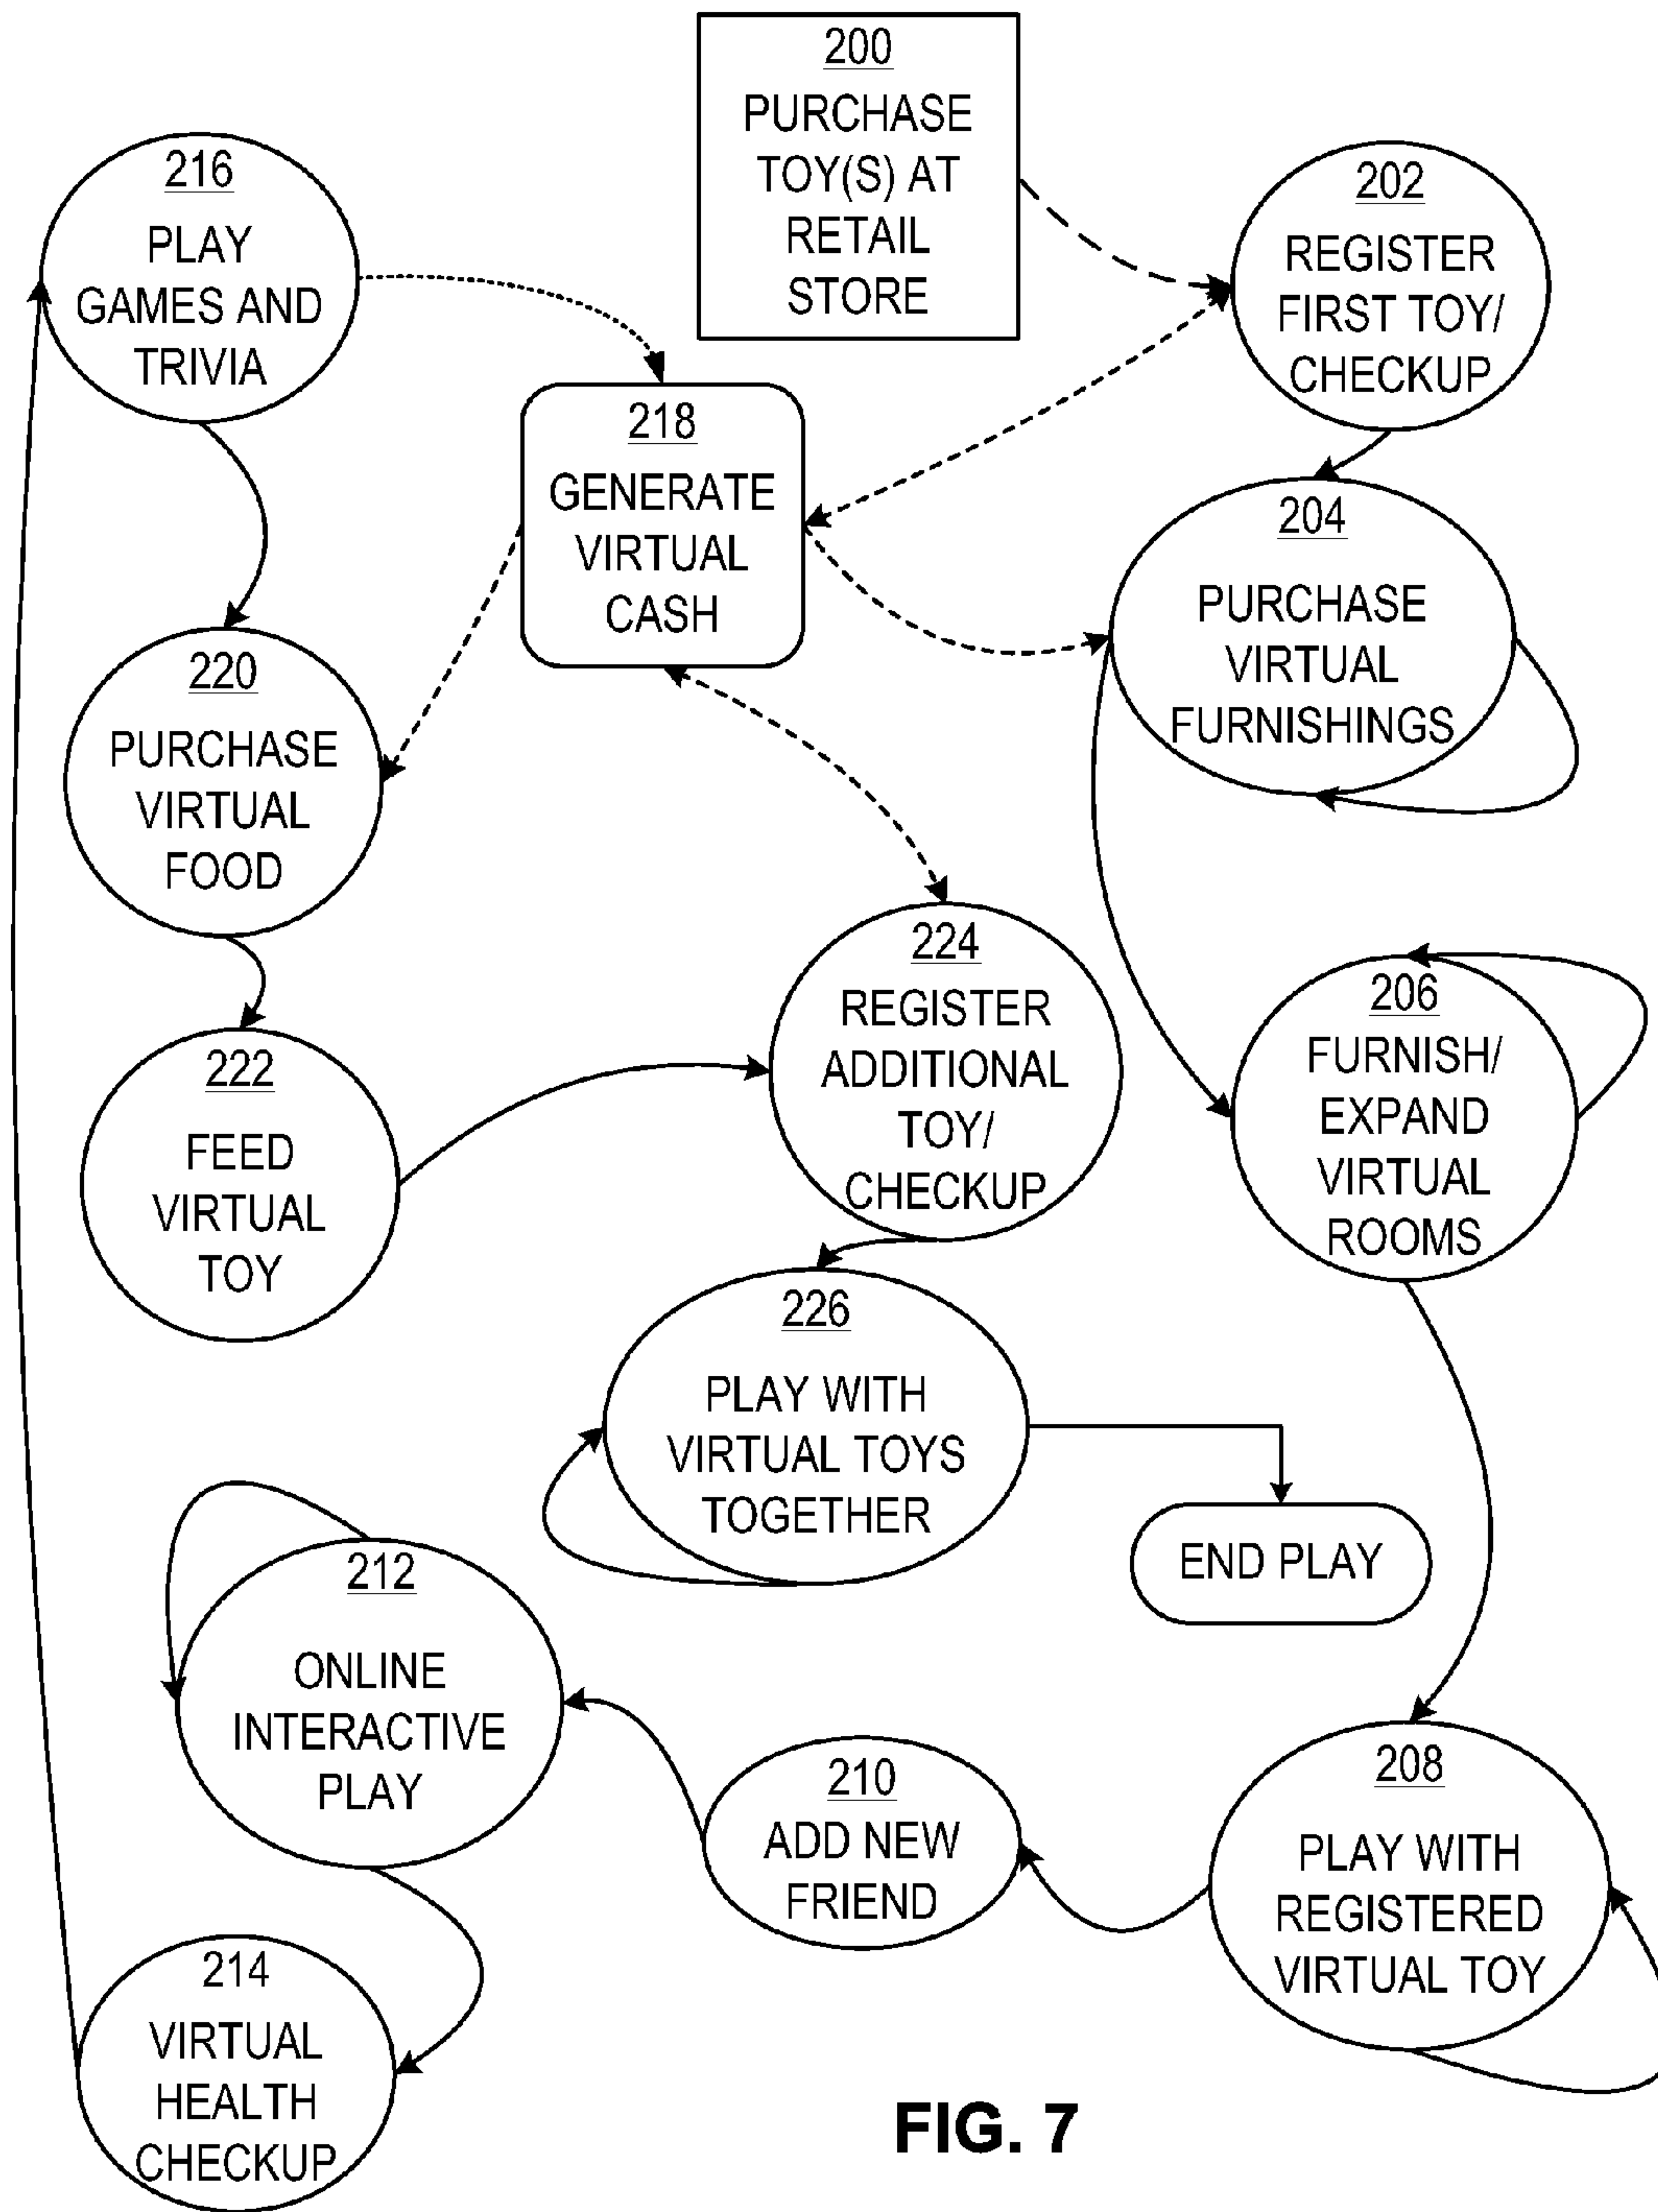 200
PURCHASE
TOY(S) AT
RETAIL
STORE
202
REGISTER
FIRST TOY/
CHECKUP
216
PLAY
GAMES AND
TRIVIA
218
GENERATE
VIRTUAL
CASH
204
PURCHASE
VIRTUAL
FURNISHINGS
220
PURCHASE
VIRTUAL
FOOD
224
REGISTER
ADDITIONAL
TOY/
CHECKUP
206
FURNISH/
EXPAND
VIRTUAL
ROOMS
222
FEED
VIRTUAL
TOY
226
PLAY WITH
VIRTUAL TOYS
TOGETHER
END PLAY
212
ONLINE
INTERACTIVE
PLAY
210
ADD NEW
FRIEND
208
PLAY WITH
REGISTERED
VIRTUAL TOY
214
VIRTUAL
HEALTH
CHECKUP
FIG. 7